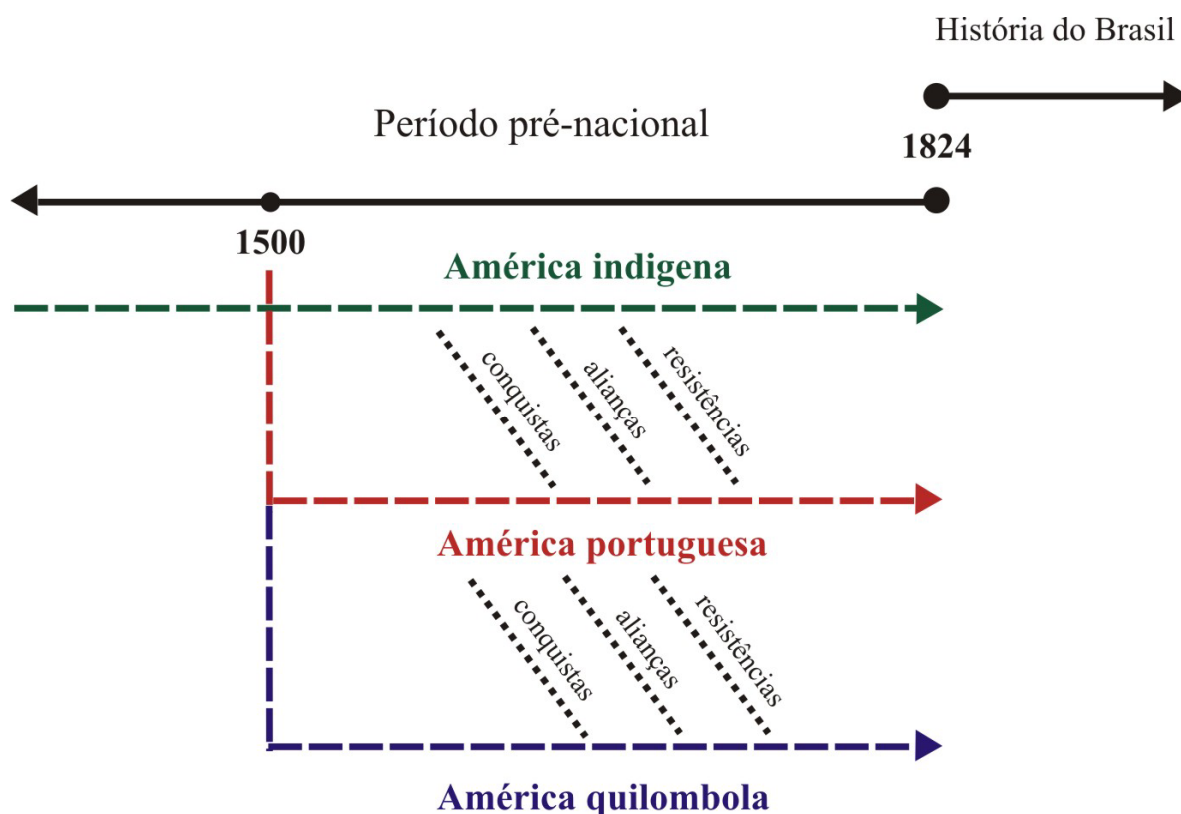 História do Brasil
Período pré-nacional
1824
1500
América indigena
conquistas
alianças
resistências
América portuguesa
conquistas
alianças
resistências
América quilombola